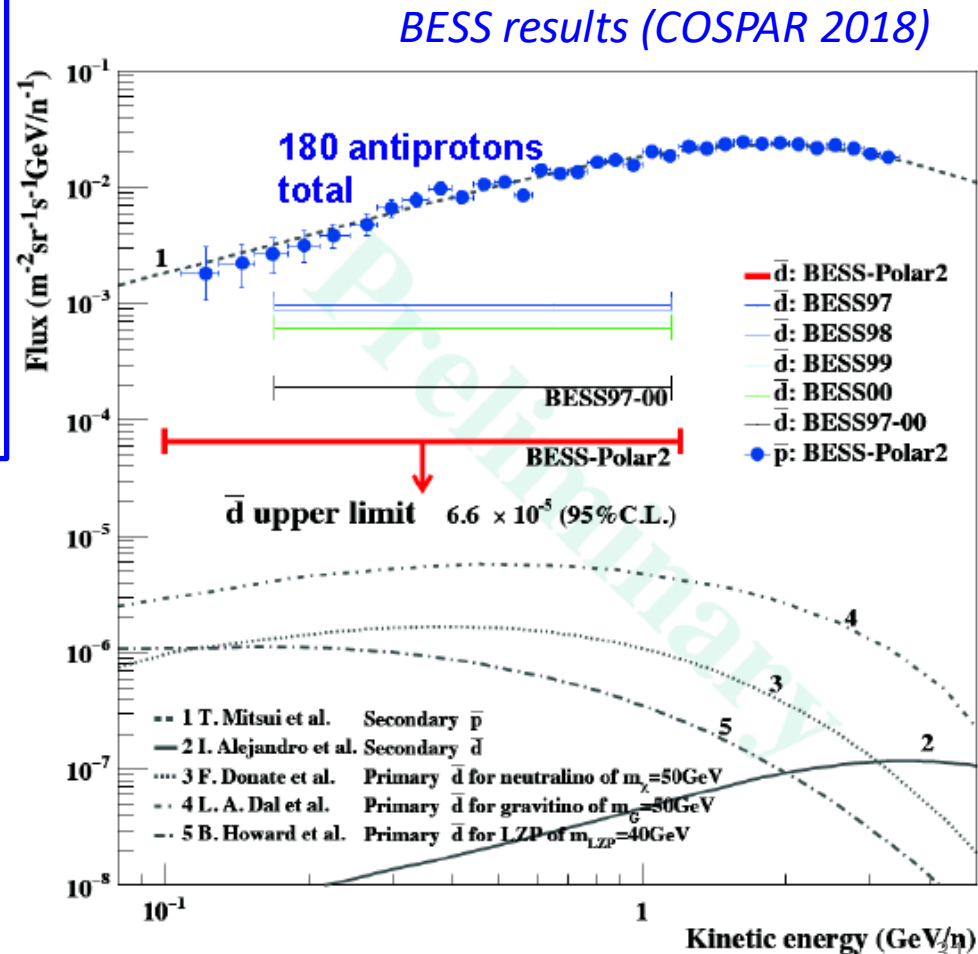 BESS results (COSPAR 2018)
Flux (m⁻²sr⁻¹s⁻¹GeV/n⁻¹)
10⁻¹
10⁻²
10⁻³
10⁻⁴
10⁻⁵
10⁻⁶
10⁻⁷
10⁻⁸
180 antiprotons
total
1
d̅: BESS-Polar2
d̅: BESS97
d̅: BESS98
d̅: BESS99
d̅: BESS00
d̅: BESS97-00
p̅: BESS-Polar2
BESS97-00
BESS-Polar2
d̅ upper limit 6.6 × 10⁻⁵ (95%C.L.)
Preliminary
4
3
5
2
1 T. Mitsui et al. Secondary p̅
2 I. Alejandro et al. Secondary d̅
3 F. Donate et al. Primary d̅ for neutralino of mχ=50GeV
4 L. A. Dal et al. Primary d̅ for gravitino of m_G=50GeV
5 B. Howard et al. Primary d̅ for LZP of m_LZP=40GeV
10⁻¹
1
Kinetic energy (GeV/n)